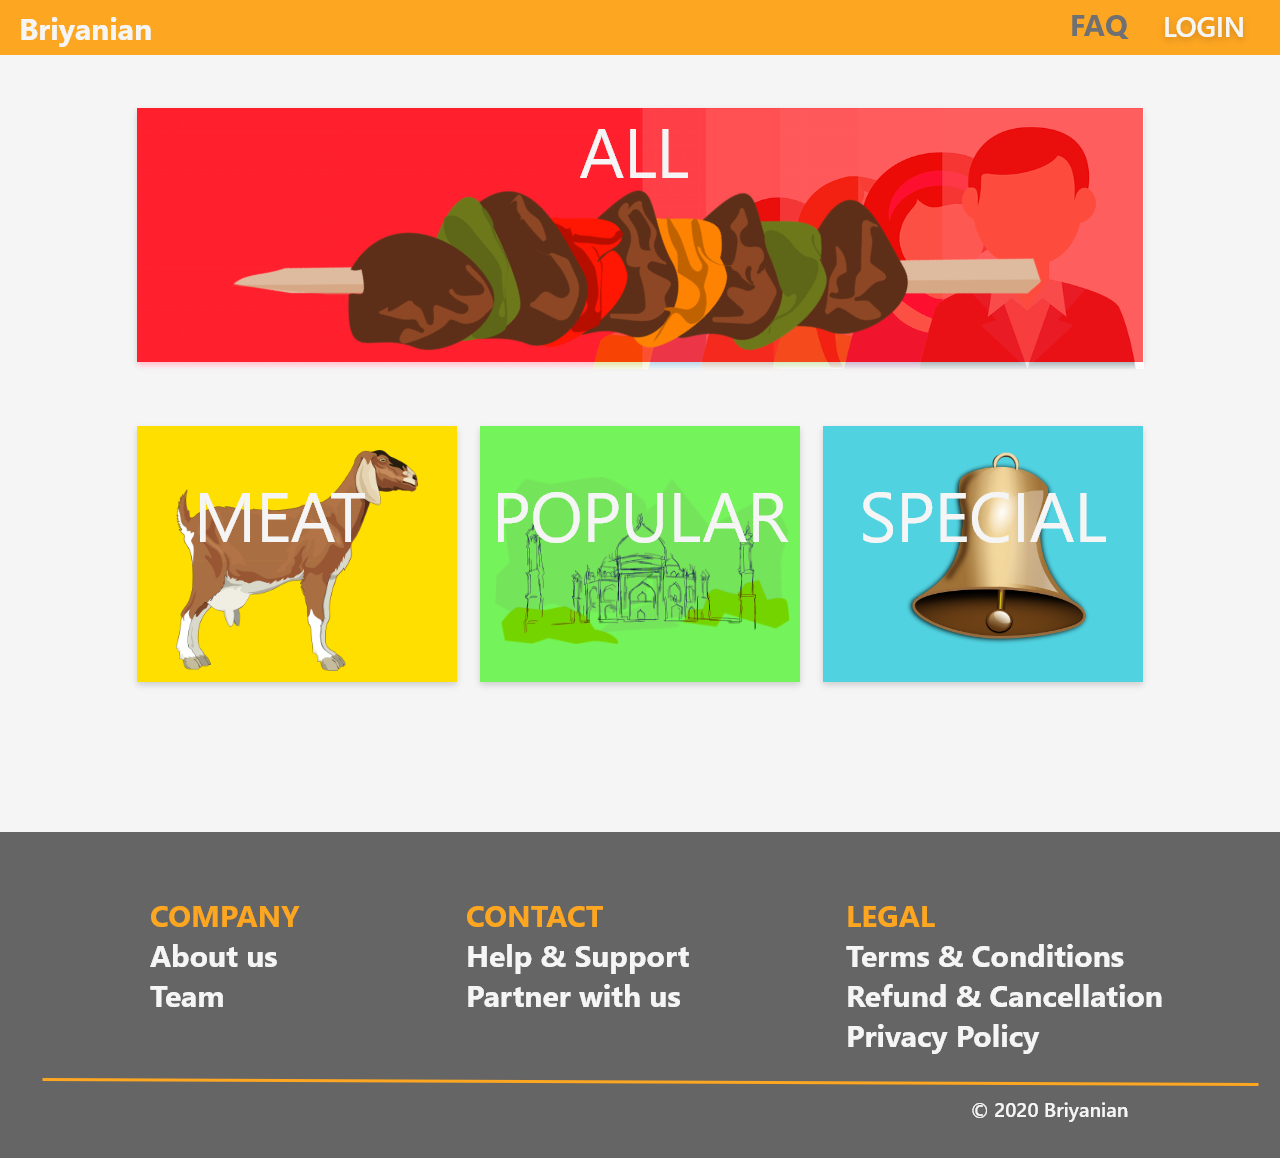 Briyanian
FAQ
LOGIN
ALL
MEAT
POPULAR
SPECIAL
COMPANY
About us
Team
CONTACT
Help & Support
Partner with us
LEGAL
Terms & Conditions
Refund & Cancellation
Privacy Policy
© 2020 Briyanian